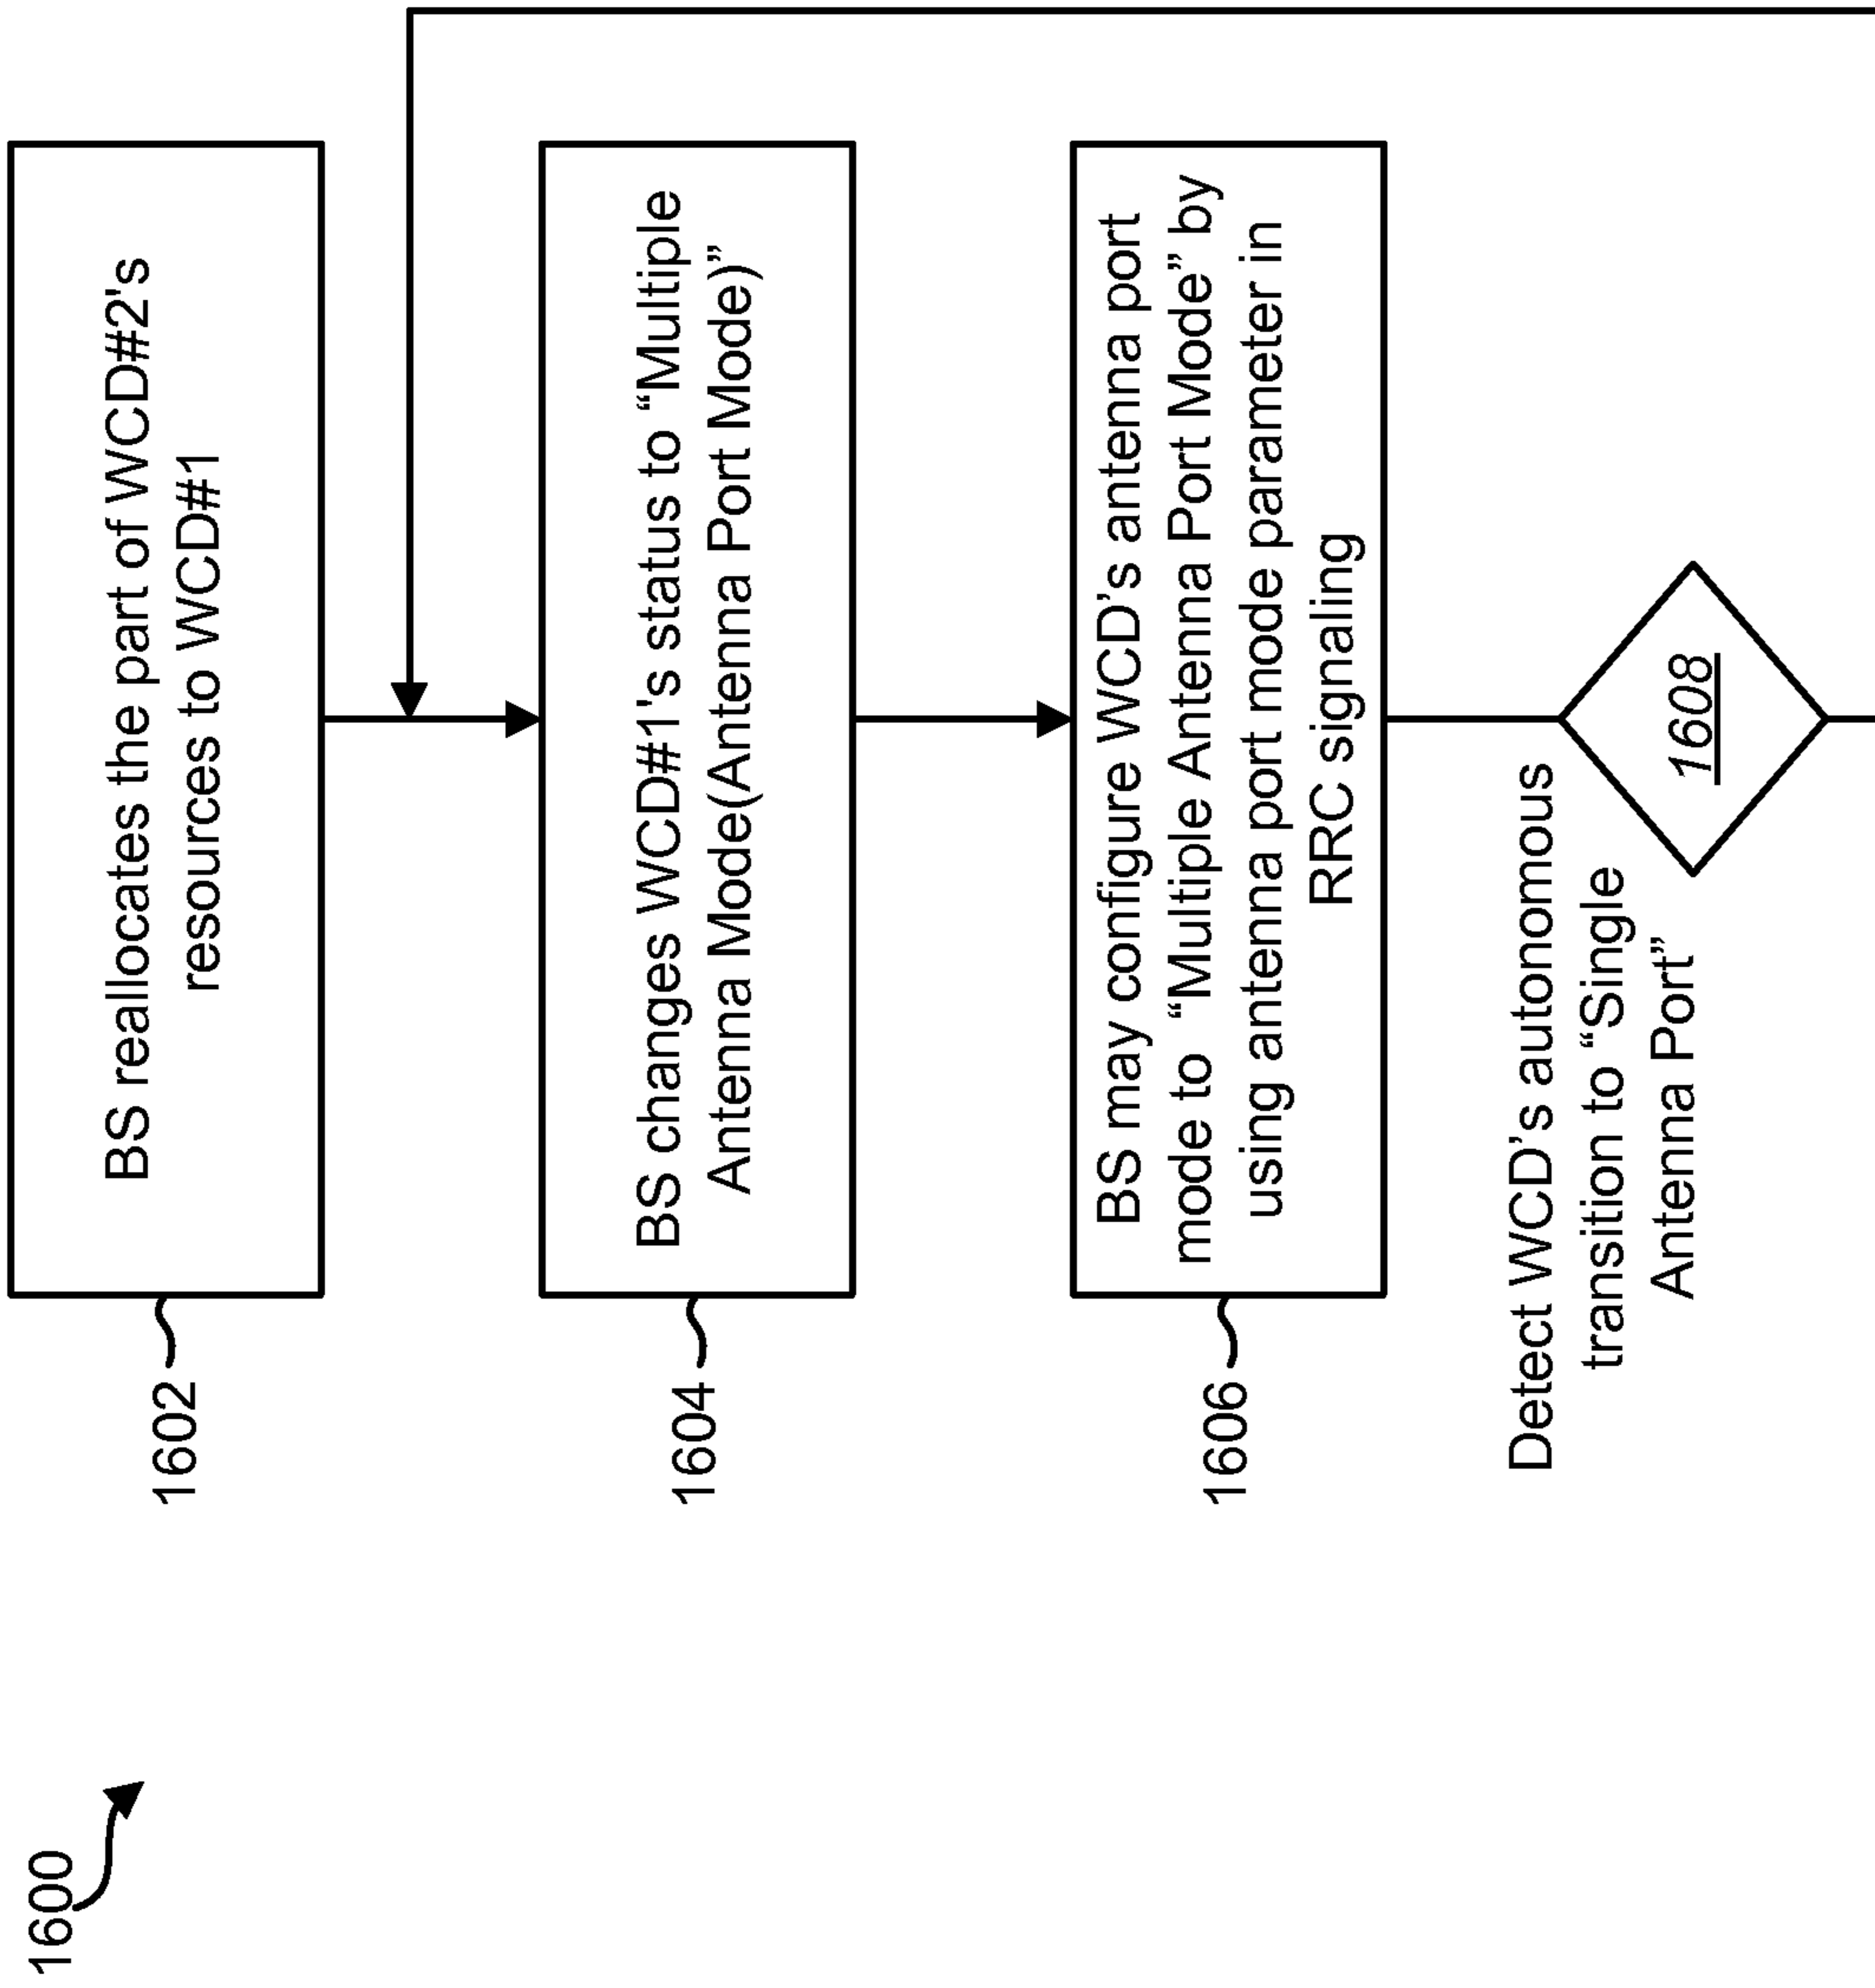 1600
1602
BS reallocates the part of WCD#2's
resources to WCD#1
1604
BS changes WCD#1's status to “Multiple
Antenna Mode(Antenna Port Mode)”
1606
BS may configure WCD’s antenna port
mode to “Multiple Antenna Port Mode” by
using antenna port mode parameter in
RRC signaling
Detect WCD’s autonomous
transition to “Single
Antenna Port”
1608